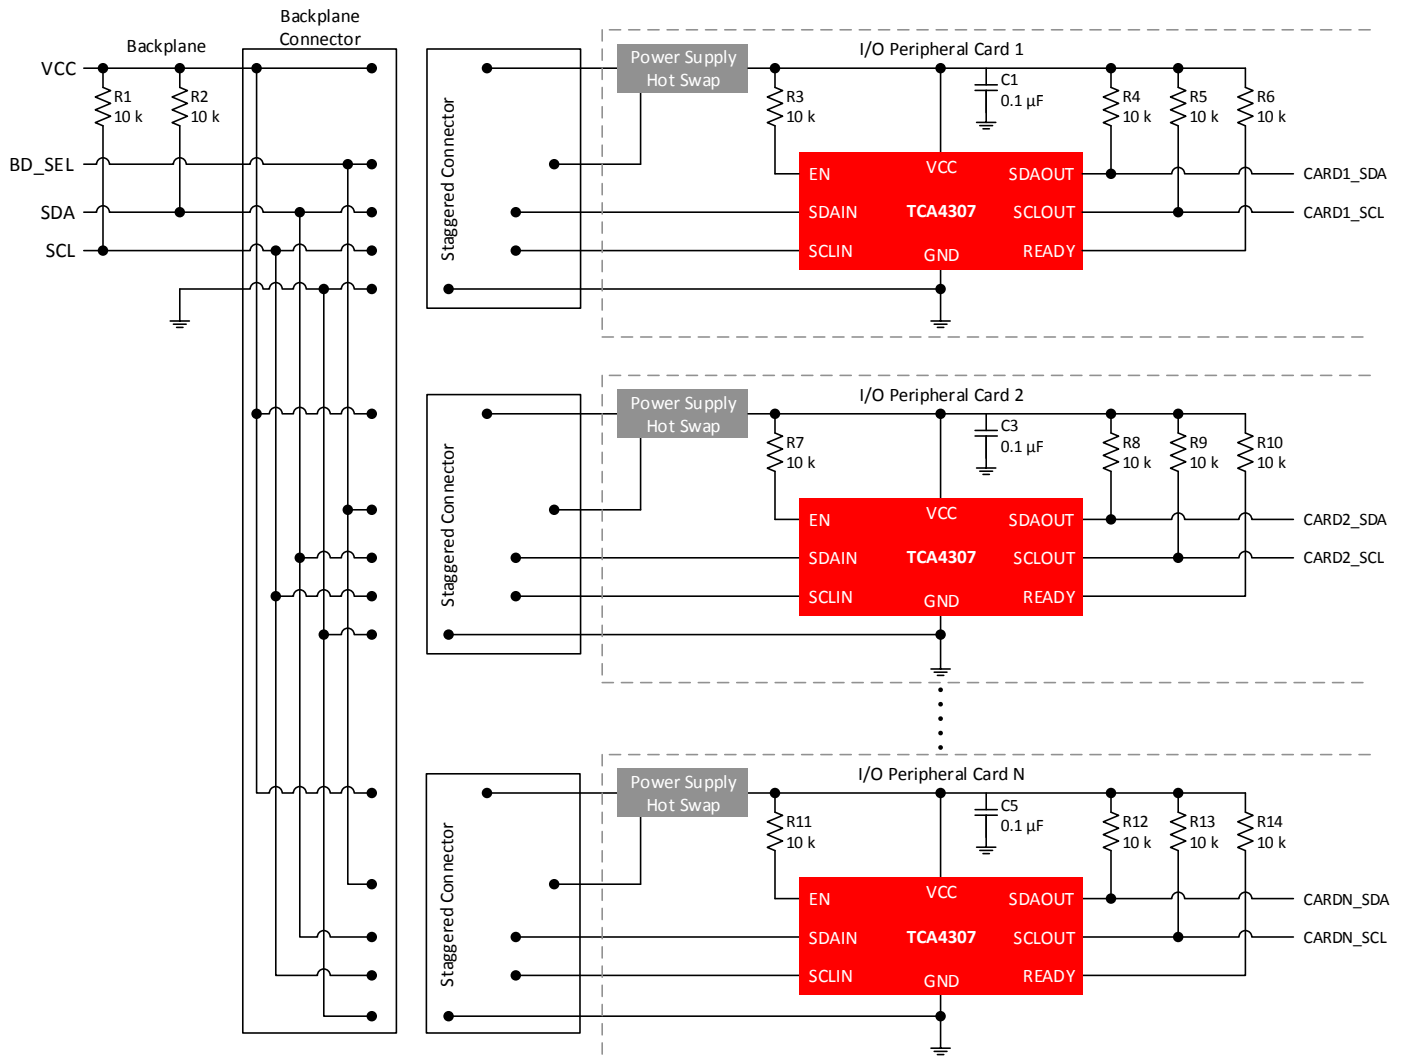 Backplane
Backplane
Connector
VCC
R1
10 k
R2
10 k
BD_SEL
SDA
SCL
Staggered Connector
Power Supply
Hot Swap
I/O Peripheral Card 1
R3
10 k
C1
0.1 µF
R4
10 k
R5
10 k
R6
10 k
EN
VCC
SDAOUT
CARD1_SDA
SDAIN
TCA4307
SCLOUT
CARD1_SCL
SCLIN
GND
READY
Staggered Connector
Power Supply
Hot Swap
I/O Peripheral Card 2
R7
10 k
C3
0.1 µF
R8
10 k
R9
10 k
R10
10 k
EN
VCC
SDAOUT
CARD2_SDA
SDAIN
TCA4307
SCLOUT
CARD2_SCL
SCLIN
GND
READY
Staggered Connector
Power Supply
Hot Swap
I/O Peripheral Card N
R11
10 k
C5
0.1 µF
R12
10 k
R13
10 k
R14
10 k
EN
VCC
SDAOUT
CARDN_SDA
SDAIN
TCA4307
SCLOUT
CARDN_SCL
SCLIN
GND
READY